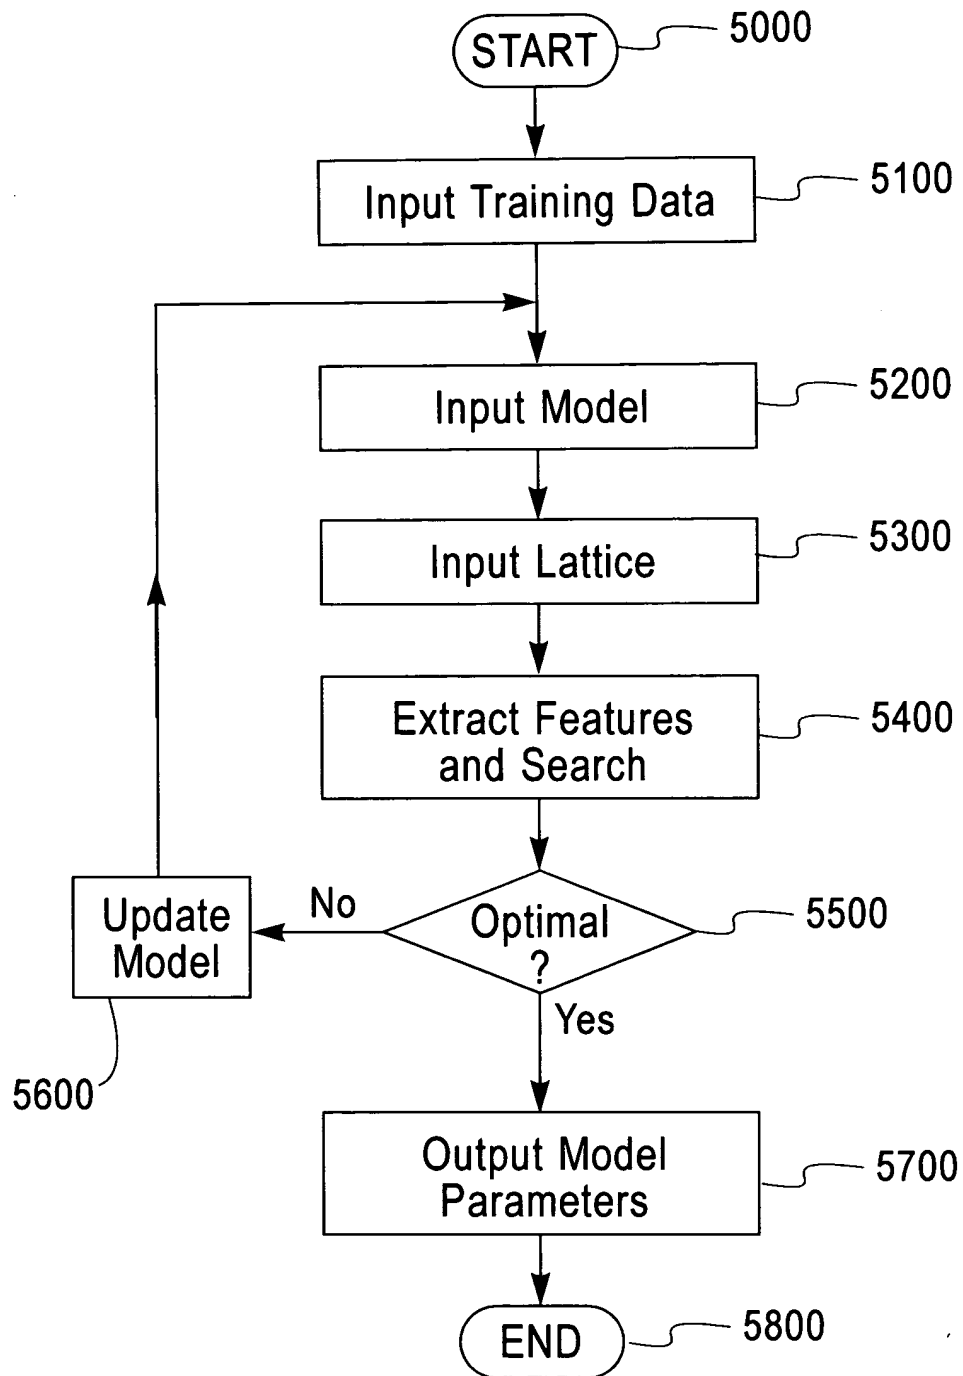 START
5000
Input Training Data
5100
Input Model
5200
Input Lattice
5300
Extract Features
and Search
5400
Optimal
?
5500
No
Update
Model
5600
Yes
Output Model
Parameters
5700
END
5800